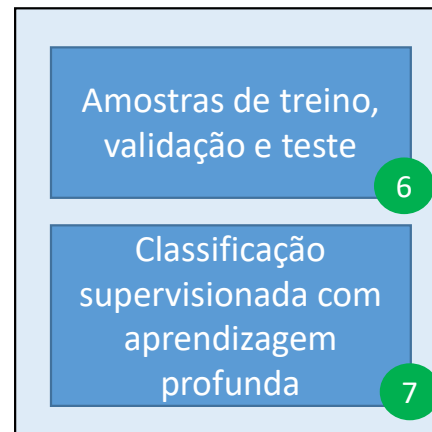 Amostras de treino,
validação e teste
6
Classificação
supervisionada com
aprendizagem
profunda
7